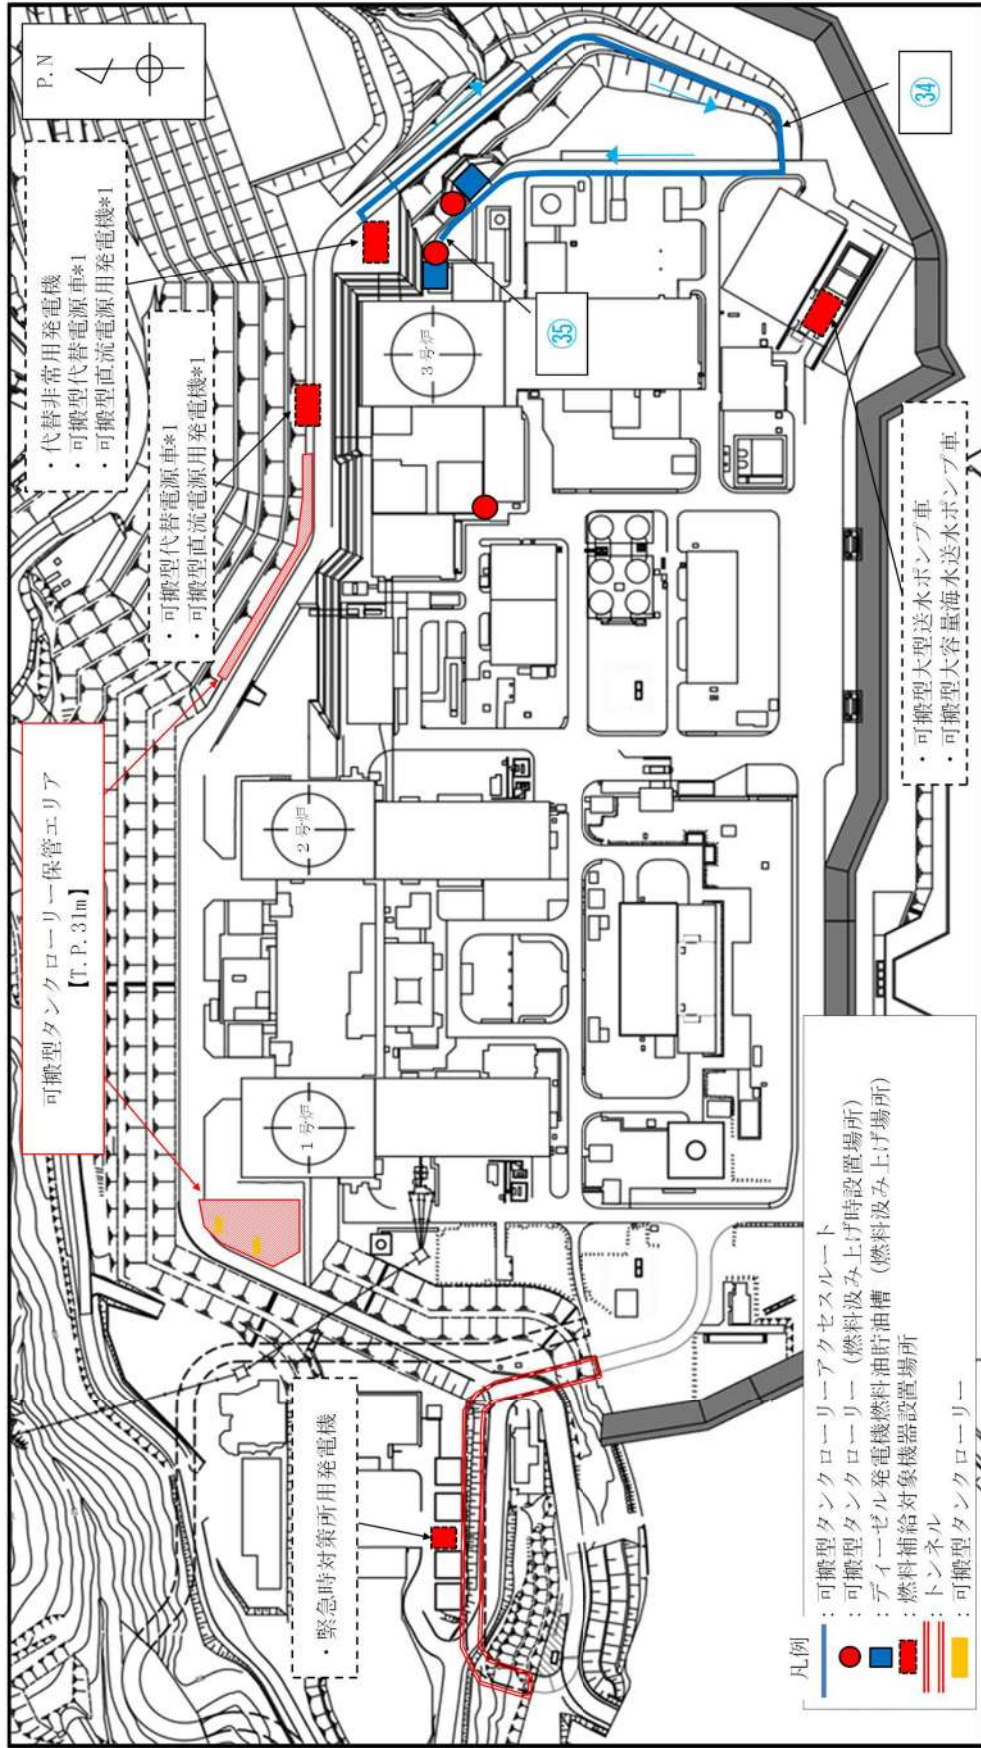 P.N
・代替非常用発電機
・可搬型代替電源車*1
・可搬型直流電源用発電機*1
・可搬型代替電源車*1
・可搬型直流電源用発電機*1
可搬型タンクローリー保管エリア
【T.P.31m】
・緊急時対策所用発電機
1号炉
2号炉
3号炉
㉞
㉟
・可搬型大型送水ポンプ車
・可搬型大容量海水送水ポンプ車
凡例
：可搬型タンクローリーアクセスルート
：可搬型タンクローリー（燃料汲み上げ時設置場所）
：ディーゼル発電機燃料油貯油槽（燃料汲み上げ場所）
：燃料補給対象機器設置場所
：トンネル
：可搬型タンクローリー